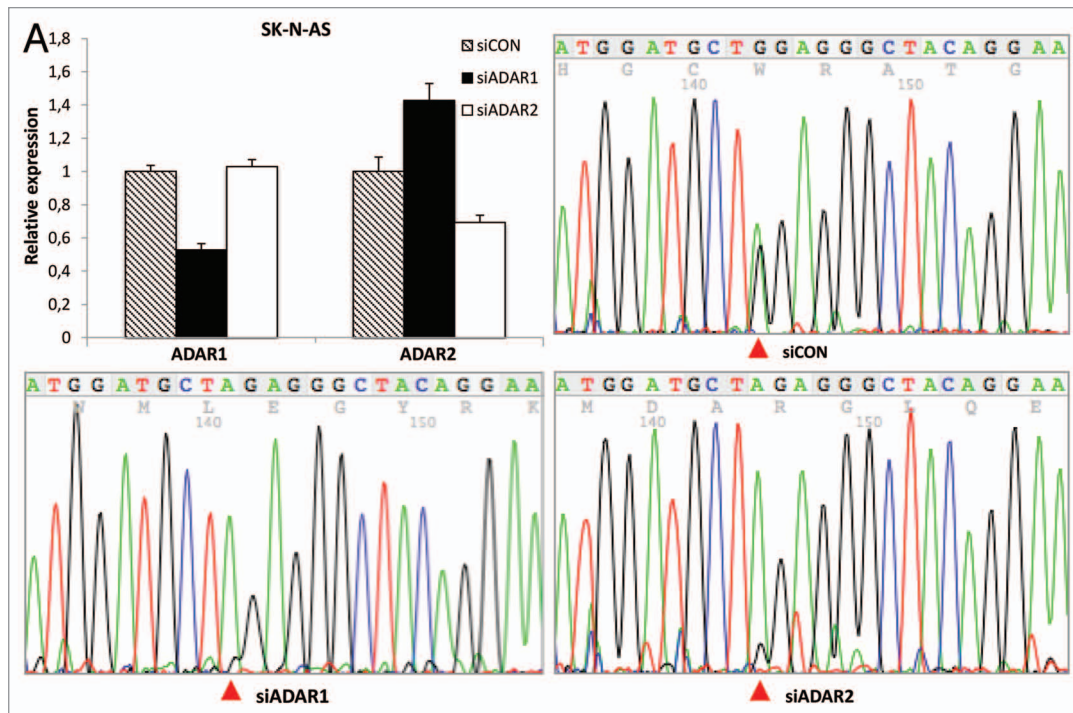 A
SK-N-AS
1,8
1,6
1,4
1,2
1
0,8
0,6
0,4
0,2
0
Relative expression
siCON
siADAR1
siADAR2
ADAR1 ADAR2
ATGGATGCTGGAGGGCTACAGGAA
H G C W R A T G
140 150
siCON
ATGGATGCTAGAGGGCTACAGGAA
M L E G Y R K
140 150
siADAR1
ATGGATGCTAGAGGGCTACAGGAA
M D A R G L Q E
140 150
siADAR2